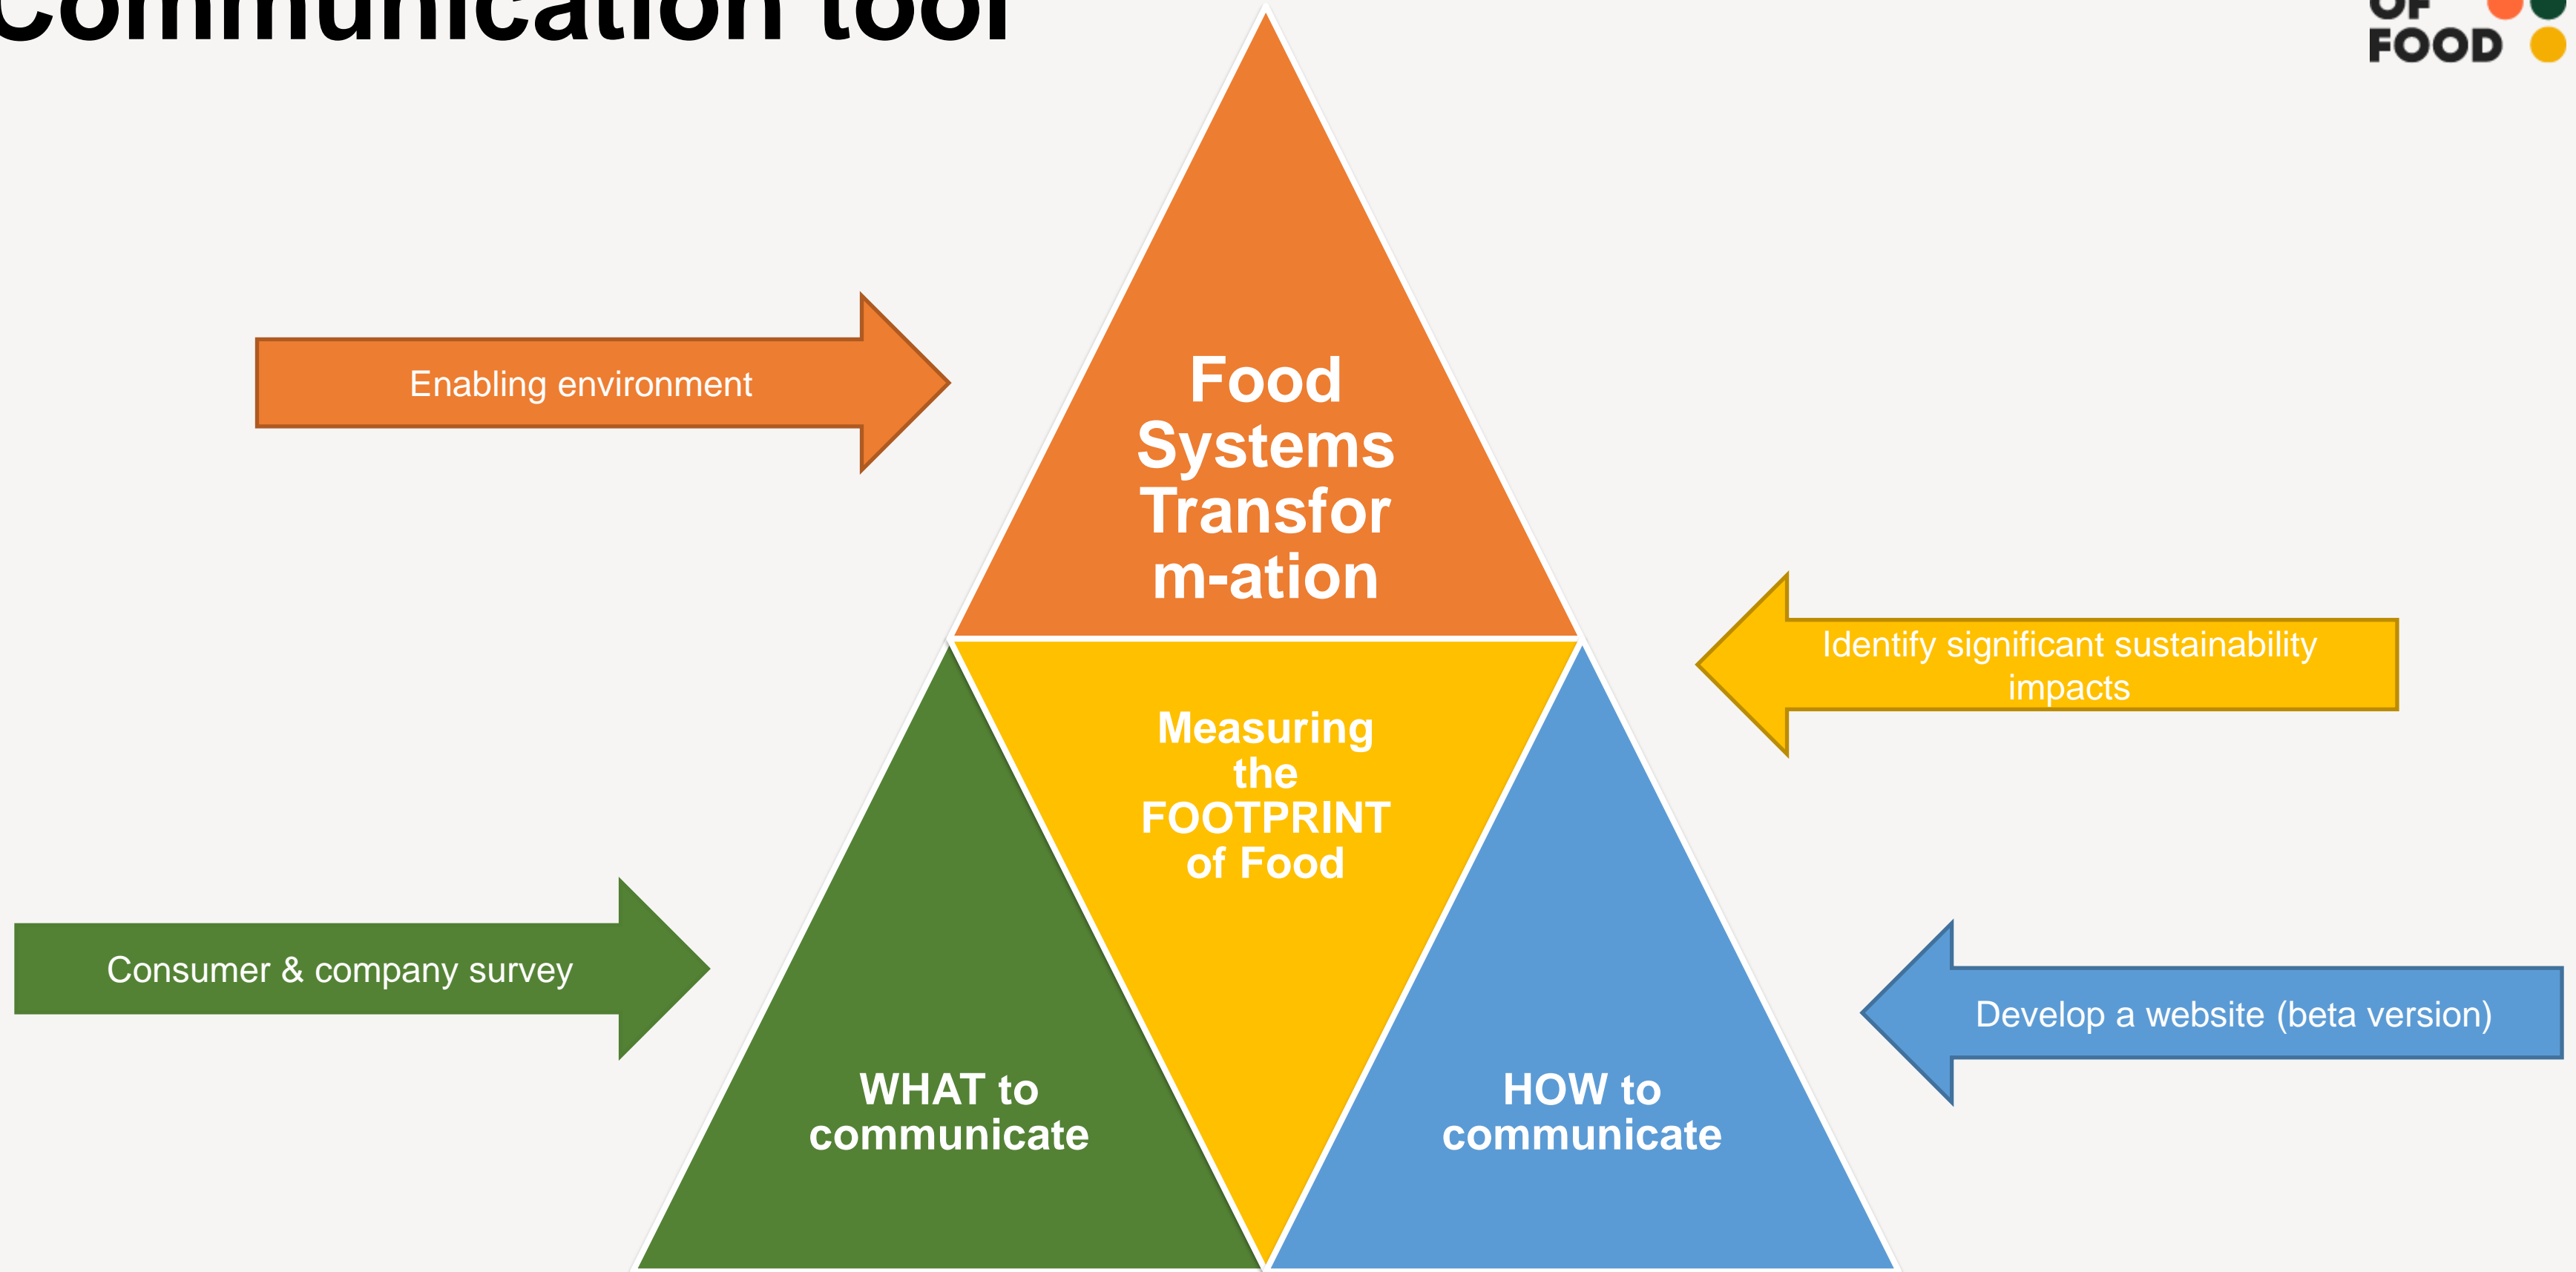 Communication tool
OF
FOOD
Enabling environment
Food
Systems
Transfor
m-ation
Identify significant sustainability
impacts
Measuring
the
FOOTPRINT
of Food
Consumer & company survey
Develop a website (beta version)
WHAT to
communicate
HOW to
communicate